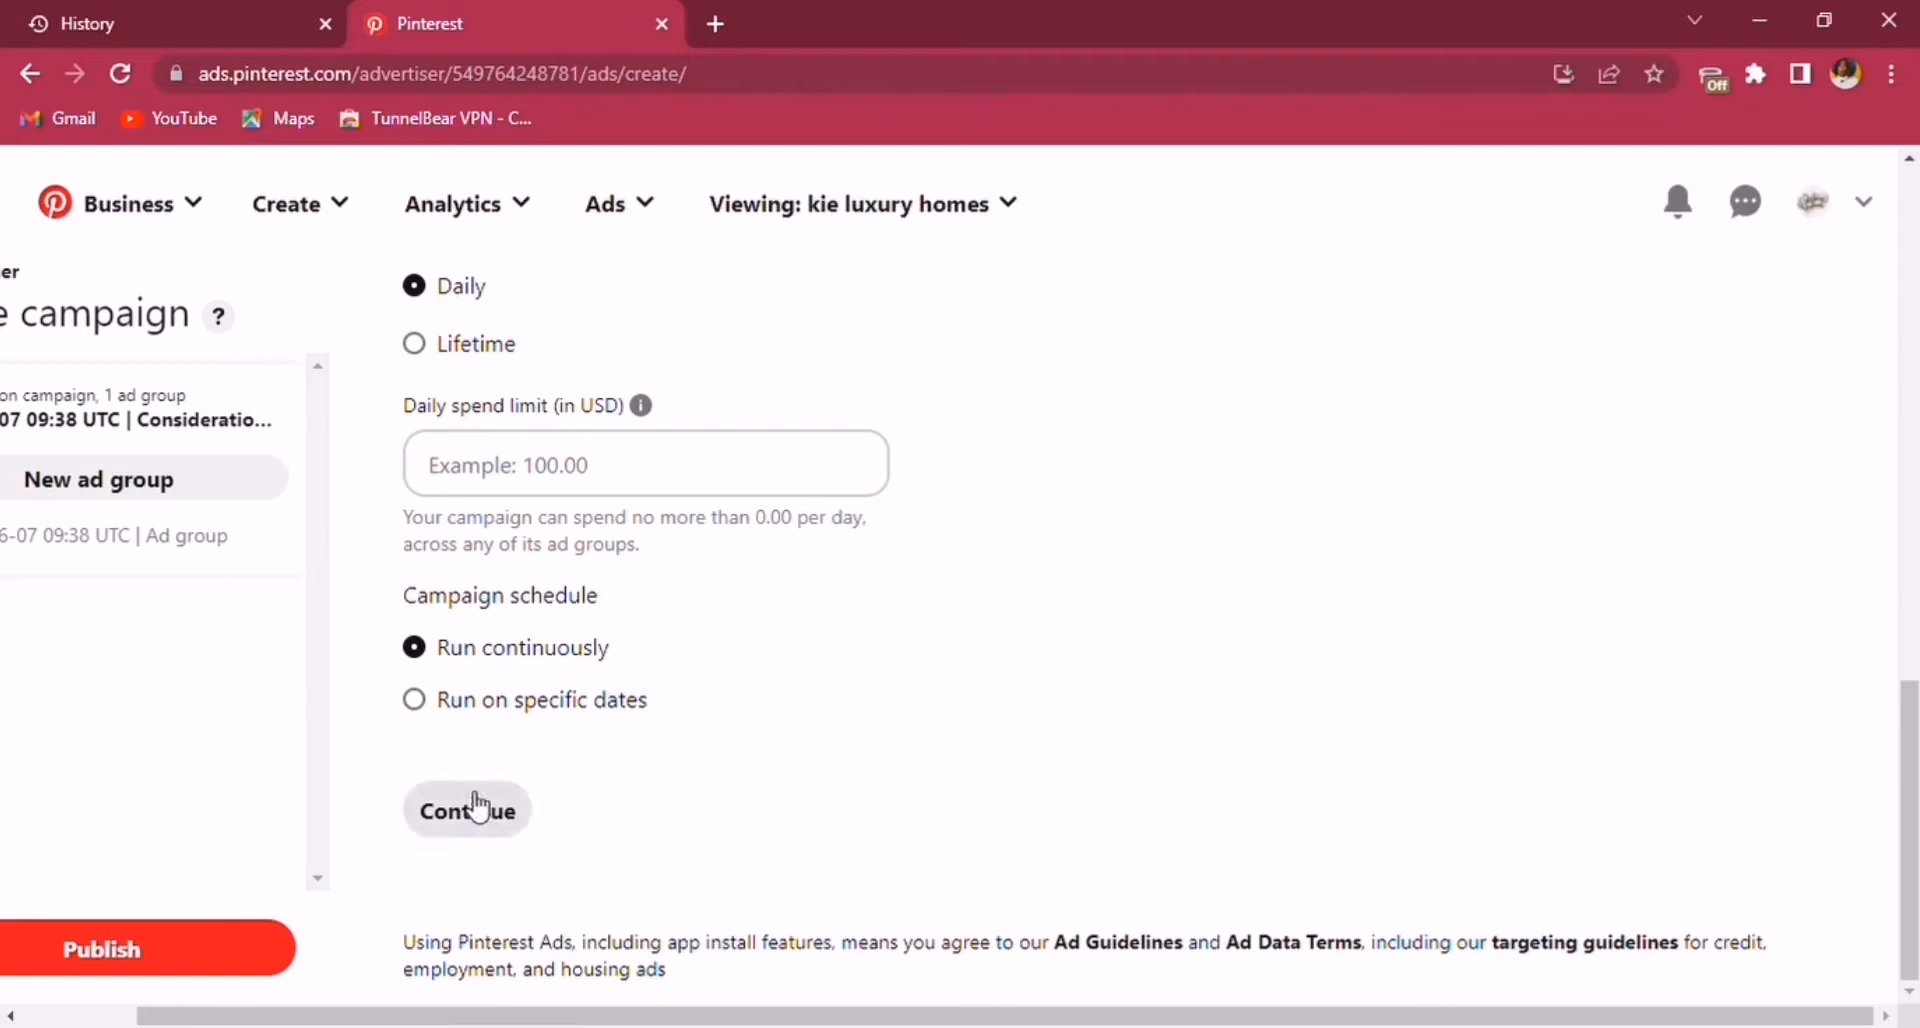 History
Pinterest
ads.pinterest.com/advertiser/549764248781/ads/create/
Off
Gmail
YouTube
Maps
TunnelBear VPN - C...
Business
Create
Analytics
Ads
Viewing: kie luxury homes
er
e campaign ?
on campaign, 1 ad group
07 09:38 UTC | Consideratio...
New ad group
6-07 09:38 UTC | Ad group
Publish
Daily
Lifetime
Daily spend limit (in USD)
Example: 100.00
Your campaign can spend no more than 0.00 per day,
across any of its ad groups.
Campaign schedule
Run continuously
Run on specific dates
Continue
Using Pinterest Ads, including app install features, means you agree to our Ad Guidelines and Ad Data Terms, including our targeting guidelines for credit,
employment, and housing ads